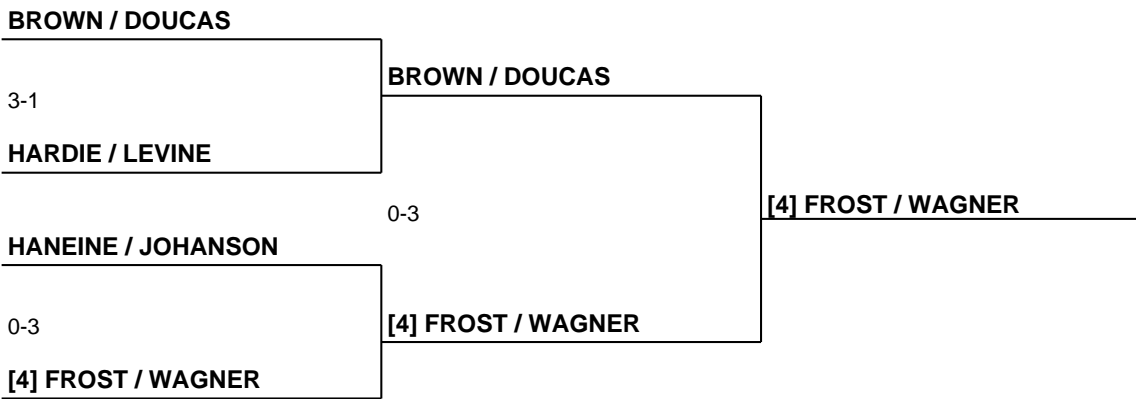 BROWN / DOUCAS
BROWN / DOUCAS
3-1
HARDIE / LEVINE
[4] FROST / WAGNER
0-3
HANEINE / JOHANSON
[4] FROST / WAGNER
0-3
[4] FROST / WAGNER